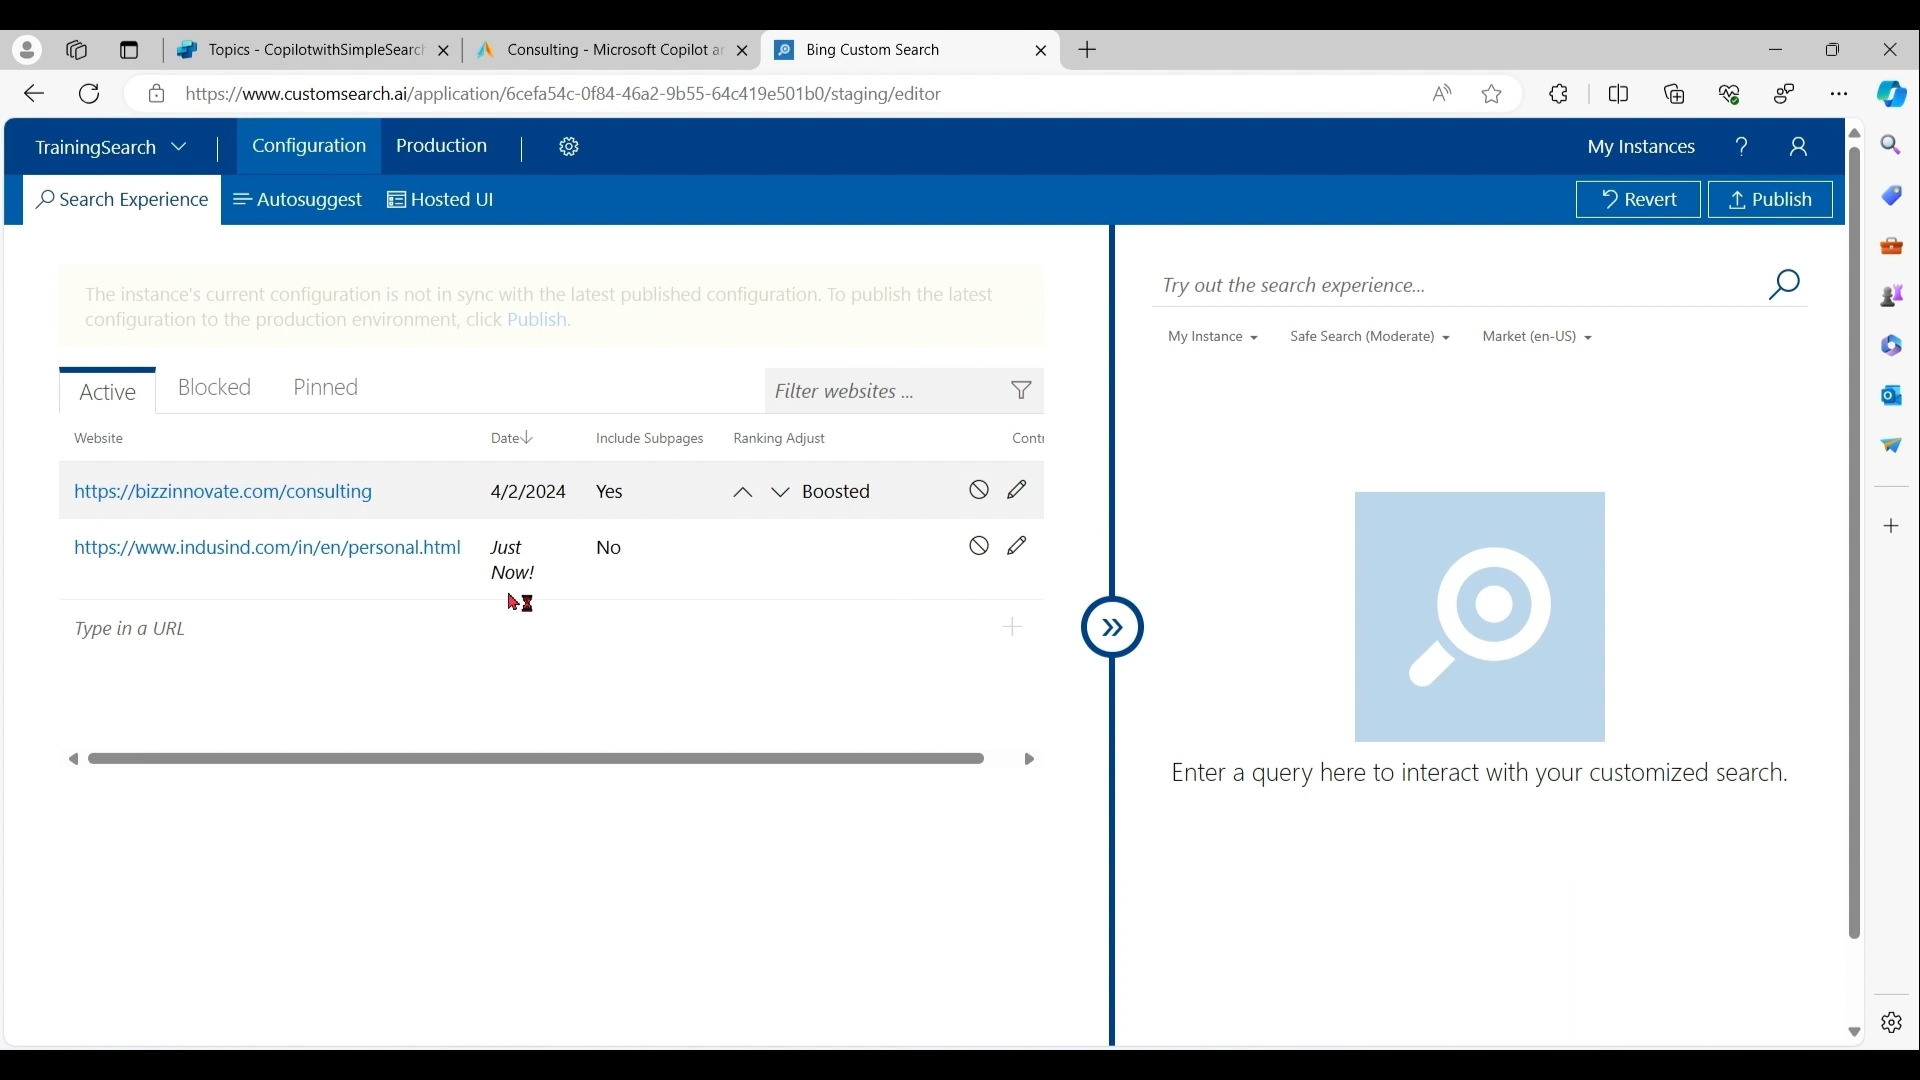 Topics - CopilotwithSimpleSearch
Consulting - Microsoft Copilot ar
Bing Custom Search
https://www.customsearch.ai/application/6cefa54c-0f84-46a2-9b55-64c419e501b0/staging/editor
TrainingSearch
Configuration
Production
My Instances
?
Search Experience
Autosuggest
Hosted UI
Revert
Publish
The instance's current configuration is not in sync with the latest published configuration. To publish the latest
configuration to the production environment, click Publish.
Active
Blocked
Pinned
Filter websites ...
Website
Date
Include Subpages
Ranking Adjust
Contr
https://bizzinnovate.com/consulting
4/2/2024
Yes
Boosted
https://www.indusind.com/in/en/personal.html
Just
Now!
No
Type in a URL
Try out the search experience...
My Instance
Safe Search (Moderate)
Market (en-US)
Enter a query here to interact with your customized search.